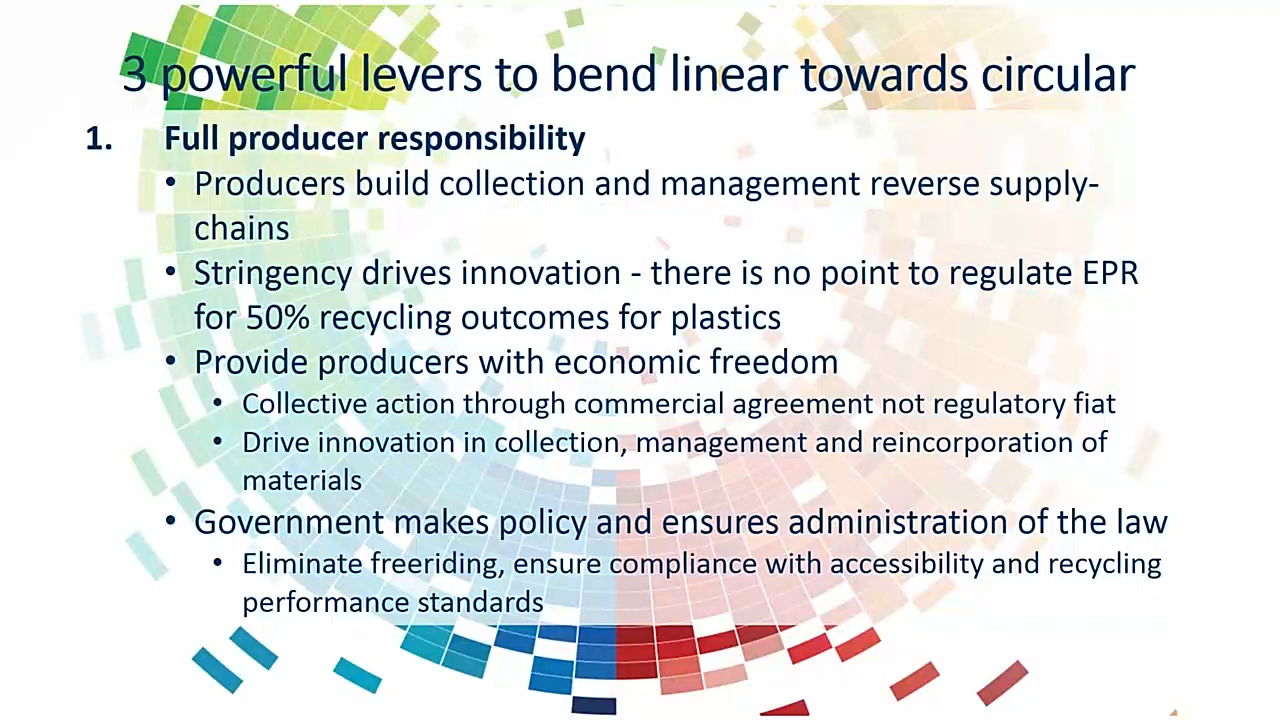 3 powerful levers to bend linear towards circular
1. Full producer responsibility
• Producers build collection and management reverse supply-
chains
• Stringency drives innovation - there is no point to regulate EPR
for 50% recycling outcomes for plastics
• Provide producers with economic freedom
• Collective action through commercial agreement not regulatory fiat
• Drive innovation in collection, management and reincorporation of
materials
• Government makes policy and ensures administration of the law
• Eliminate freeriding, ensure compliance with accessibility and recycling
performance standards